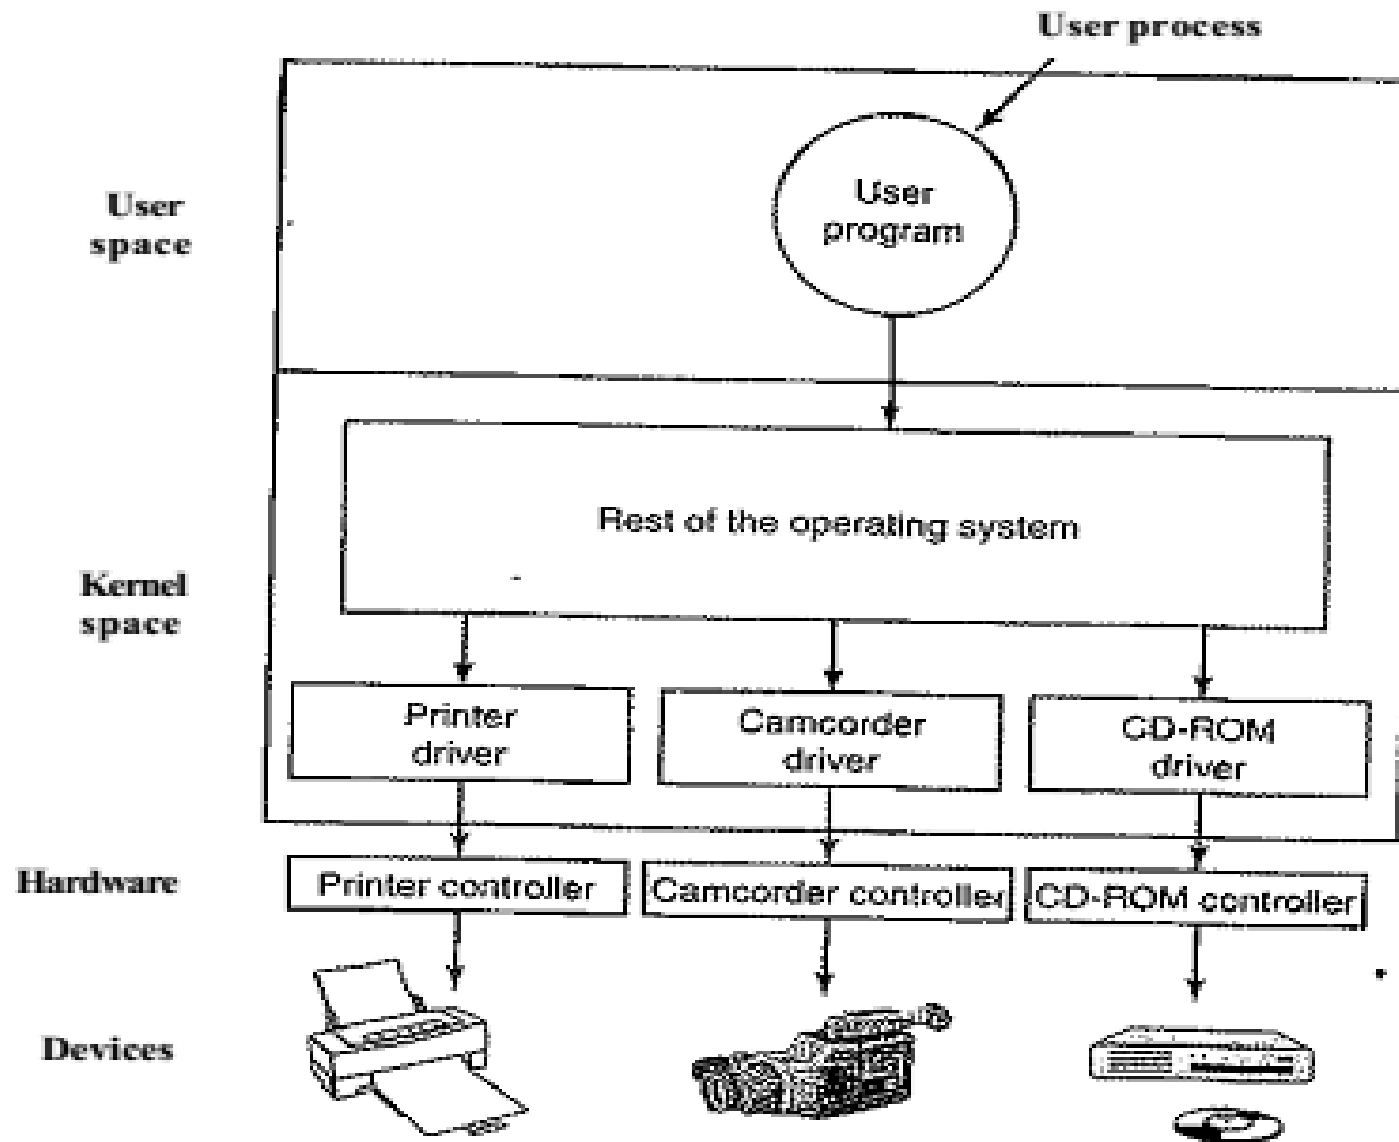 User process
User
space
User
program
Rest of the operating system
Kernel
space
Printer
driver
Camcorder
driver
CD-ROM
driver
Hardware
Printer controller
Camcorder controller
CD-ROM controller
Devices